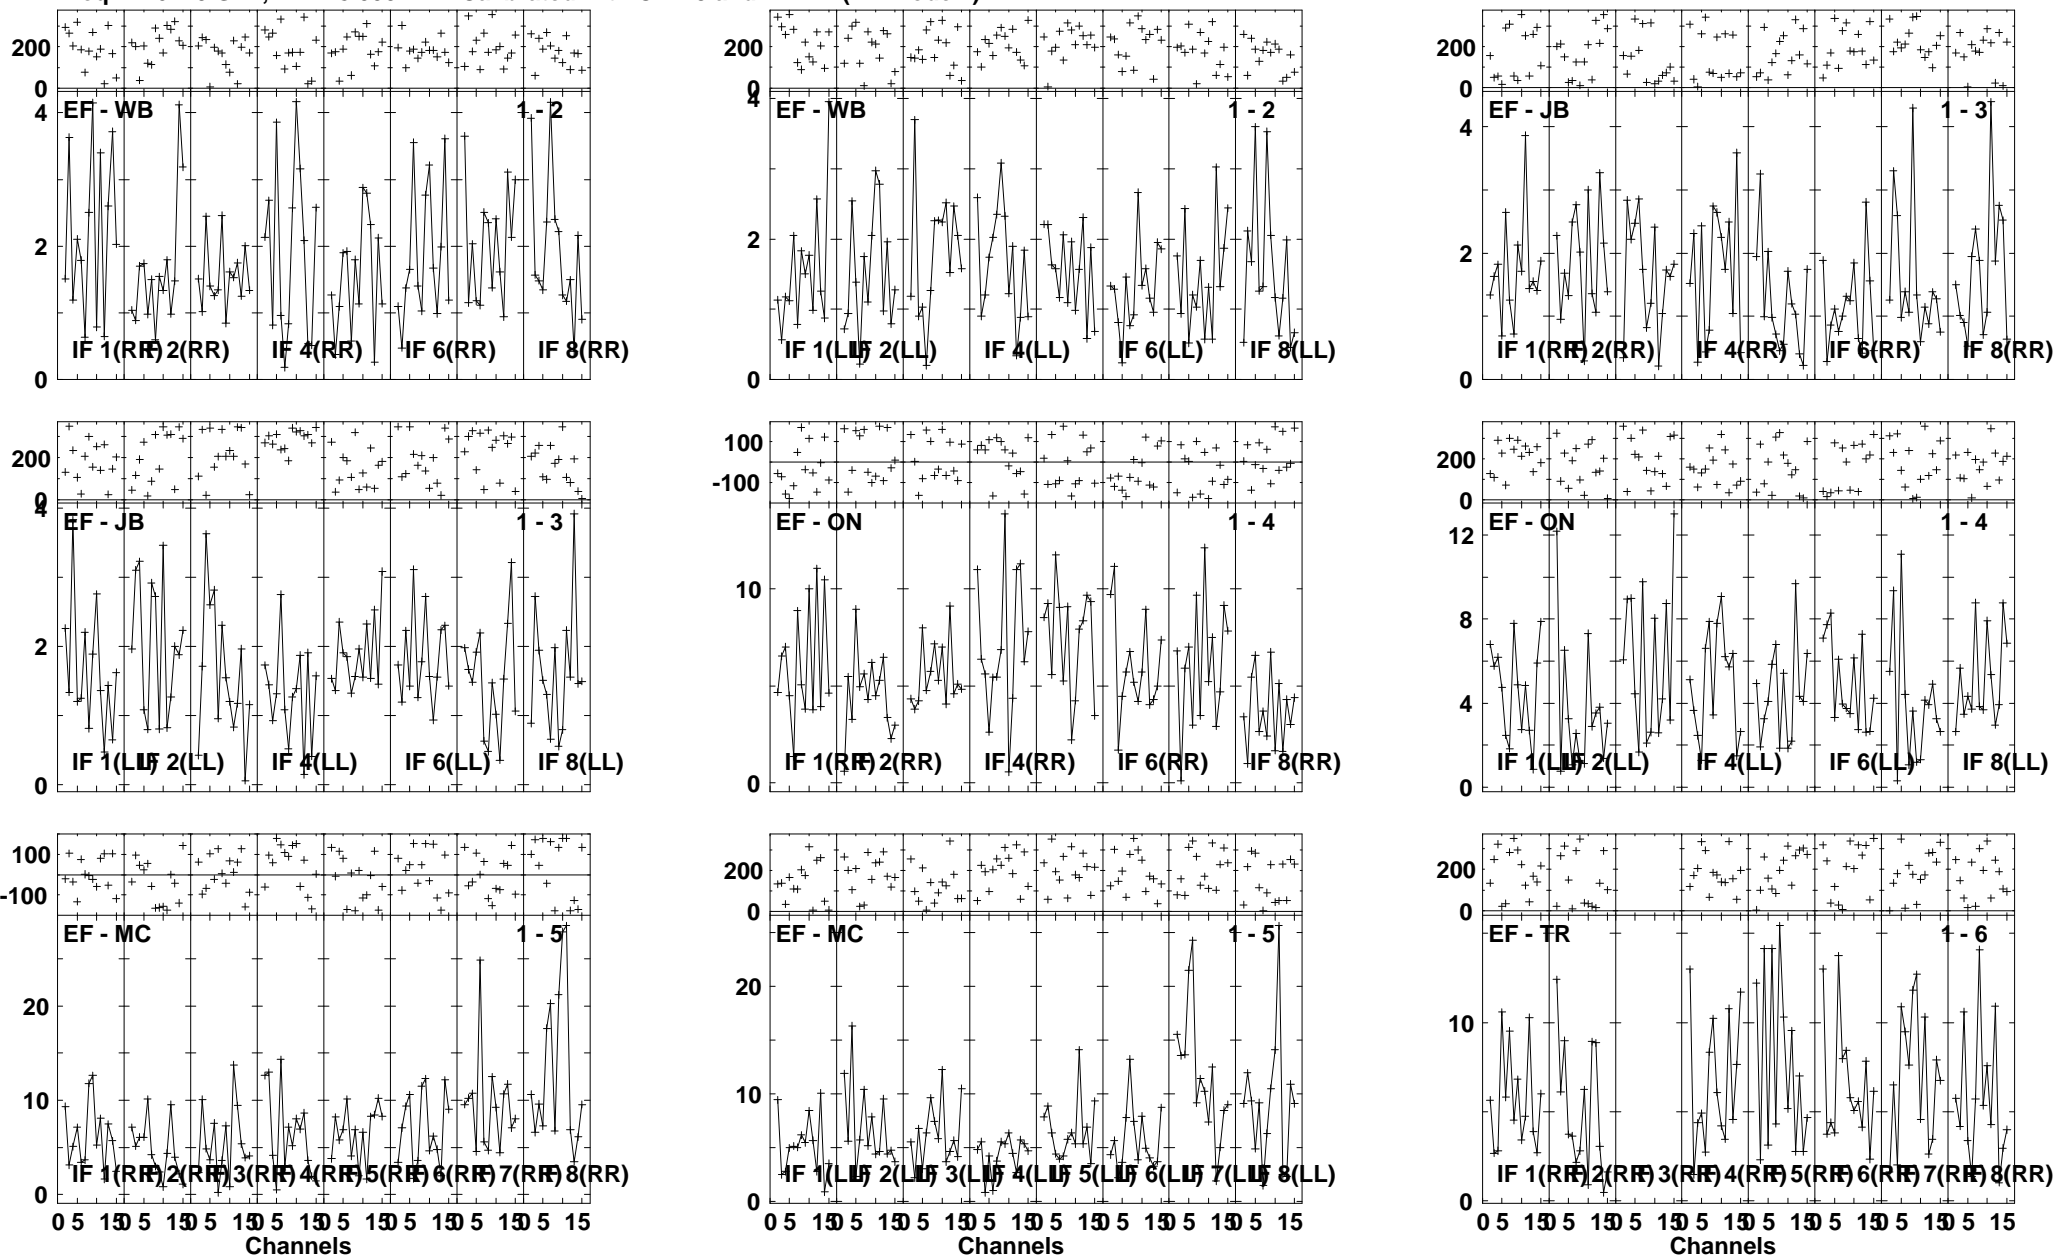 200
0
200
0
200
0
EF - WB
1 - 2
EF - WB
1 - 2
EF - JB
1 - 3
4
2
0
IF 1(RR)
IF 2(RR)
IF 4(RR)
IF 6(RR)
IF 8(RR)
4
2
0
IF 1(LL)
IF 2(LL)
IF 4(LL)
IF 6(LL)
IF 8(LL)
4
2
0
IF 1(RR)
IF 2(RR)
IF 4(RR)
IF 6(RR)
IF 8(RR)
200
0
100
-100
200
0
EF - JB
1 - 3
EF - ON
1 - 4
EF - ON
1 - 4
4
2
0
IF 1(LL)
IF 2(LL)
IF 4(LL)
IF 6(LL)
IF 8(LL)
10
0
IF 1(RR)
IF 2(RR)
IF 4(RR)
IF 6(RR)
IF 8(RR)
12
8
4
0
IF 1(LL)
IF 2(LL)
IF 4(LL)
IF 6(LL)
IF 8(LL)
100
-100
200
0
200
0
EF - MC
1 - 5
EF - MC
1 - 5
EF - TR
1 - 6
20
10
0
IF 1(RR)
IF 2(RR)
IF 3(RR)
IF 4(RR)
IF 5(RR)
IF 6(RR)
IF 7(RR)
IF 8(RR)
20
10
0
IF 1(LL)
IF 2(LL)
IF 3(LL)
IF 4(LL)
IF 5(LL)
IF 6(LL)
IF 7(LL)
IF 8(LL)
10
0
IF 1(RR)
IF 2(RR)
IF 3(RR)
IF 4(RR)
IF 5(RR)
IF 6(RR)
IF 7(RR)
IF 8(RR)
0 5 15 0 5 15 0 5 15 0 5 15 0 5 15 0 5 15 0 5 15 0 5 15
0 5 15 0 5 15 0 5 15 0 5 15 0 5 15 0 5 15 0 5 15 0 5 15
0 5 15 0 5 15 0 5 15 0 5 15 0 5 15 0 5 15 0 5 15 0 5 15
Channels
Channels
Channels